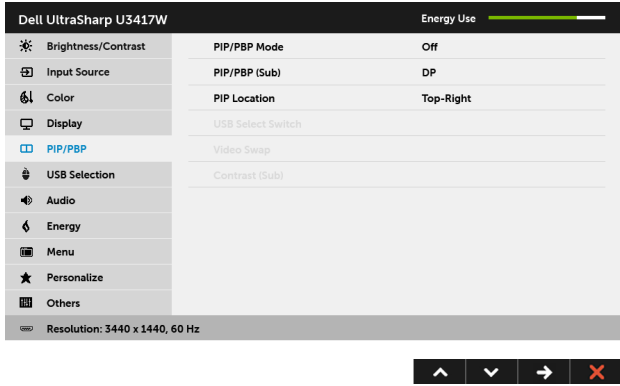 Dell UltraSharp U3417W Energy Use
Brightness/Contrast PIP/PBP Mode Off
Input Source PIP/PBP (Sub) DP
Color PIP Location Top-Right
Display USB Select Switch
PIP/PBP Video Swap
USB Selection Contrast (Sub)
Audio
Energy
Menu
Personalize
Others
Resolution: 3440 x 1440, 60 Hz